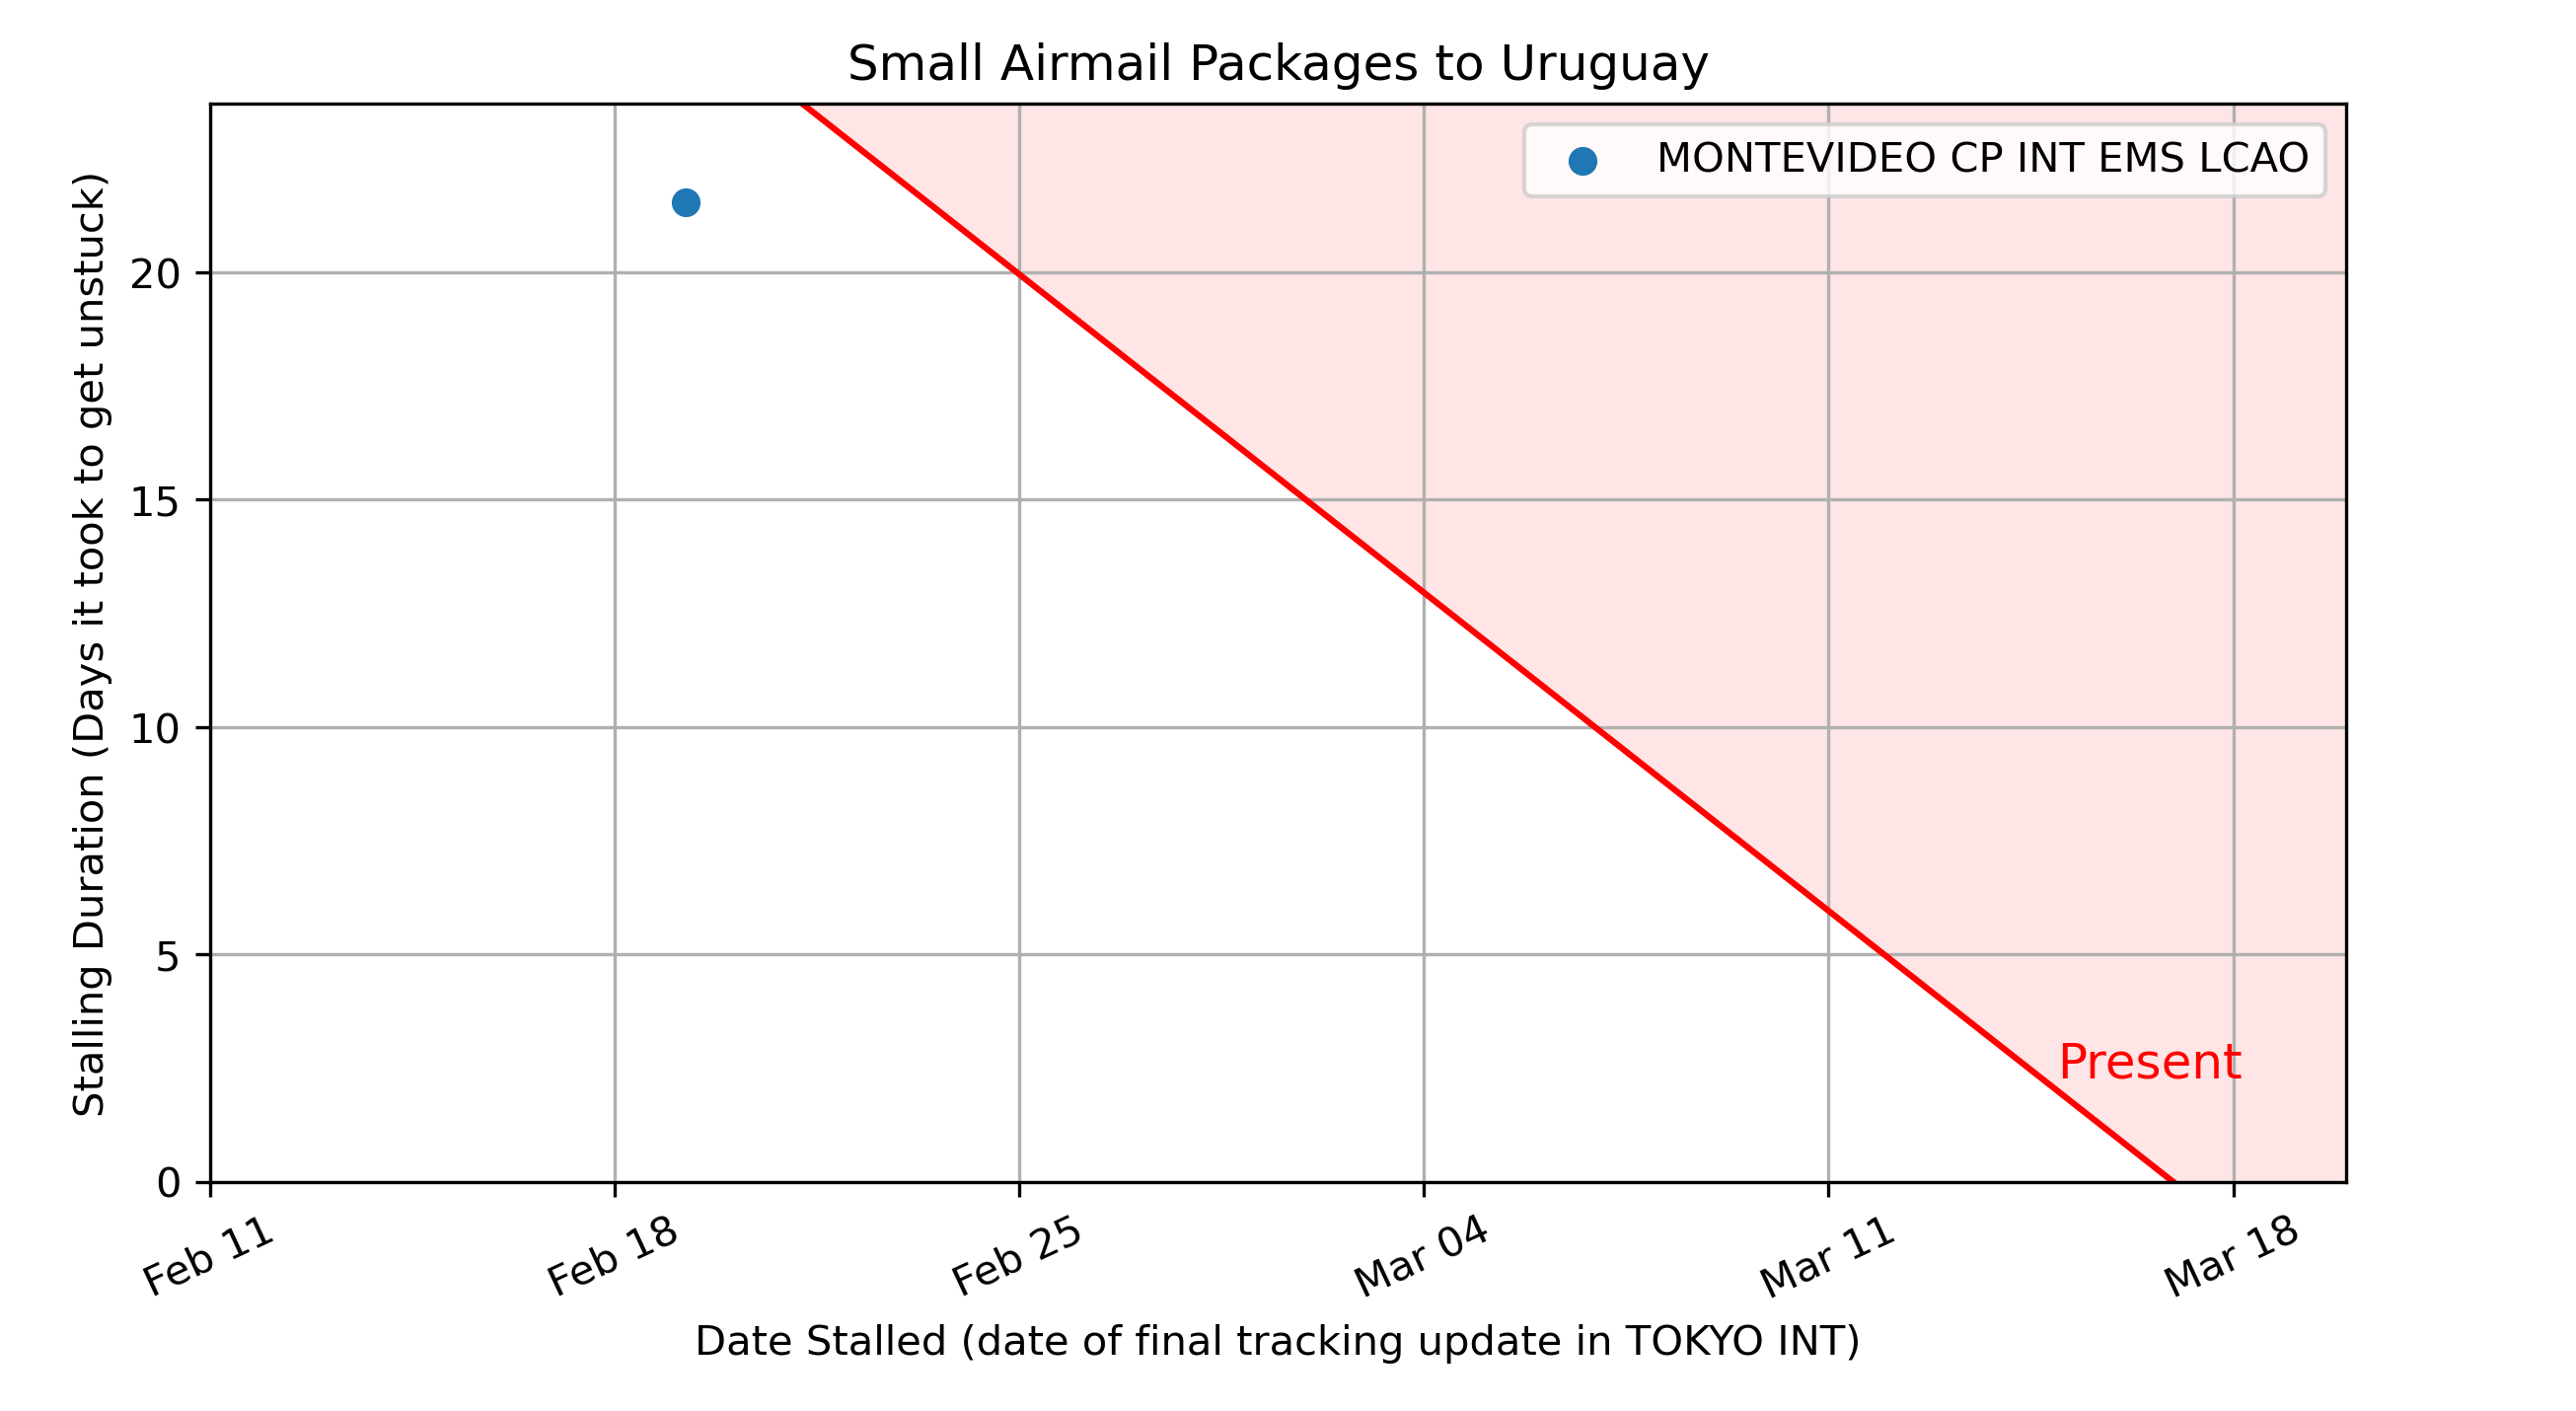 Small Airmail Packages to Uruguay
MONTEVIDEO CP INT EMS LCAO
Stalling Duration (Days it took to get unstuck)
20
15
10
5
0
Present
Feb 11
Feb 18
Feb 25
Mar 04
Mar 11
Mar 18
Date Stalled (date of final tracking update in TOKYO INT)